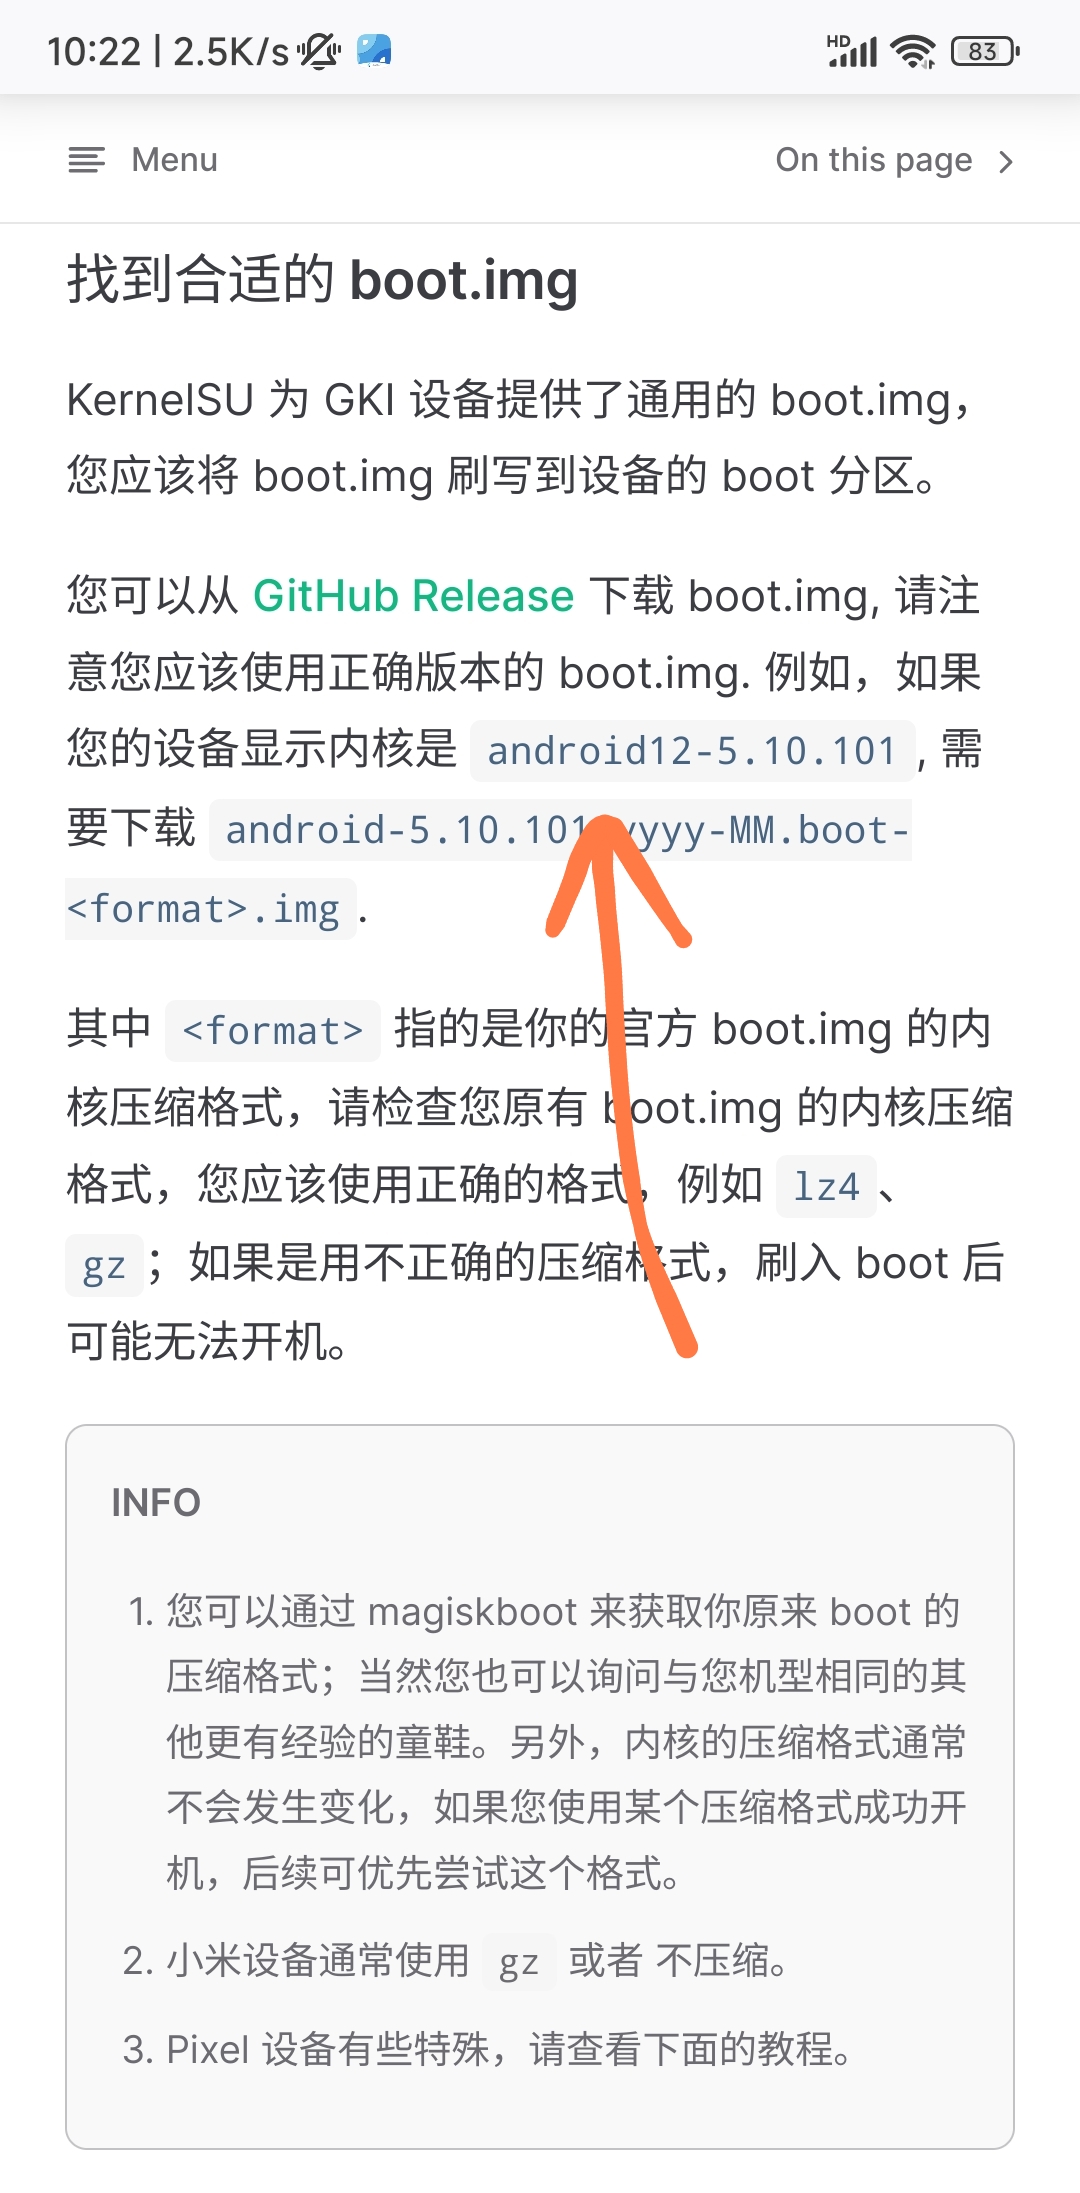 10:22 | 2.5K/s HD 83
Menu On this page
找到合适的 boot.img
KernelSU 为 GKI 设备提供了通用的 boot.img，
您应该将 boot.img 刷写到设备的 boot 分区。
您可以从 GitHub Release 下载 boot.img, 请注
意您应该使用正确版本的 boot.img. 例如，如果
您的设备显示内核是 android12-5.10.101, 需
要下载 android-5.10.101 yyyy-MM.boot-
<format>.img.
其中 <format> 指的是你的官方 boot.img 的内
核压缩格式，请检查您原有 boot.img 的内核压缩
格式，您应该使用正确的格式，例如 lz4、
gz；如果是用不正确的压缩格式，刷入 boot 后
可能无法开机。
INFO
1. 您可以通过 magiskboot 来获取你原来 boot 的
压缩格式；当然您也可以询问与您机型相同的其
他更有经验的童鞋。另外，内核的压缩格式通常
不会发生变化，如果您使用某个压缩格式成功开
机，后续可优先尝试这个格式。
2. 小米设备通常使用 gz 或者 不压缩。
3. Pixel 设备有些特殊，请查看下面的教程。